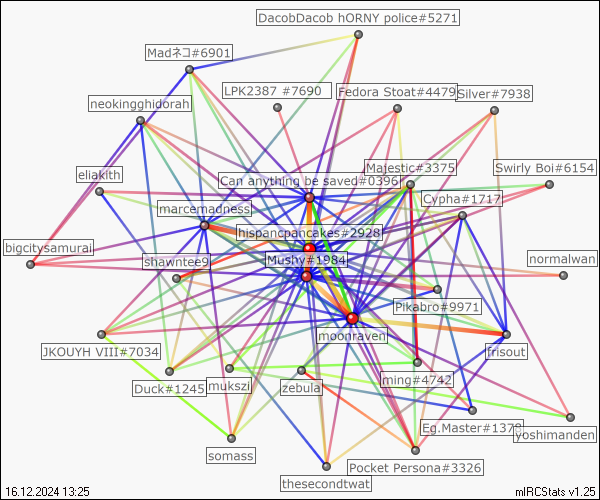 DacobDacob hORNY police#5271
Madネコ#6901
LPK2387 #7690
Fedora Stoat#4479
Silver#7938
neokingghidorah
Majestic#3375
Swirly Boi#6154
eliakith
Can anything be saved#0396
Cypha#1717
marcemadness
hispancpancakes#2928
bigcitysamurai
shawntee9
Mushy#1984
normalwan
Pikabro#9971
moonraven
JKOUYH VIII#7034
frisout
ming#4742
Duck#1245
mukszi
zebula
Eg.Master#1378
yoshimanden
somass
Pocket Persona#3326
thesecondtwat
16.12.2024 13:25
mIRCStats v1.25